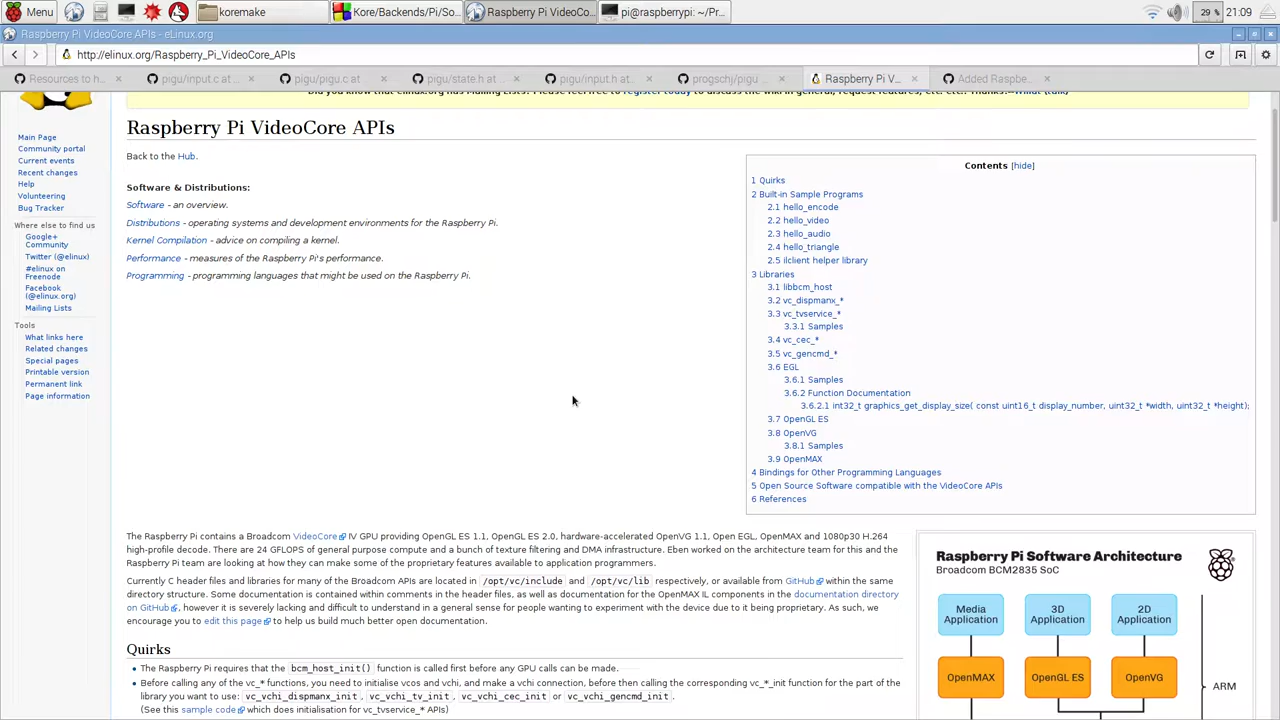 Menu
koremake
Kore/Backends/Pi/So...
Raspberry Pi VideoCo...
pi@raspberrypi: ~/Pr...
29 %
21:09
Raspberry Pi VideoCore APIs - eLinux.org
http://elinux.org/Raspberry_Pi_VideoCore_APIs
Resources to h...
pigu/input.c at ...
pigu/pigu.c at ...
pigu/state.h at ...
pigu/input.h at...
Raspberry Pi V...
Added Raspbe...
Raspberry Pi VideoCore APIs
Back to the Hub.
Software & Distributions:
Software - an overview.
Distributions - operating systems and development environments for the Raspberry Pi.
Kernel Compilation - advice on compiling a kernel.
Performance - measures of the Raspberry Pi's performance.
Programming - programming languages that might be used on the Raspberry Pi.
Main Page
Community portal
Current events
Recent changes
Help
Volunteering
Bug Tracker
Where else to find us
Google+
Community
Twitter (@elinux)
#elinux on
Freenode
Facebook
(@elinux.org)
Mailing Lists
Tools
What links here
Related changes
Special pages
Printable version
Permanent link
Page information
Contents [hide]
1 Quirks
2 Built-in Sample Programs
2.1 hello_encode
2.2 hello_video
2.3 hello_audio
2.4 hello_triangle
2.5 ilclient helper library
3 Libraries
3.1 libbcm_host
3.2 vc_dispmanx_*
3.3 vc_tvservice_*
3.3.1 Samples
3.4 vc_cec_*
3.5 vc_gencmd_*
3.6 EGL
3.6.1 Samples
3.6.2 Function Documentation
3.6.2.1 int32_t graphics_get_display_size( const uint16_t display_number, uint32_t *width, uint32_t *height);
3.7 OpenGL ES
3.8 OpenVG
3.8.1 Samples
3.9 OpenMAX
4 Bindings for Other Programming Languages
5 Open Source Software compatible with the VideoCore APIs
6 References
The Raspberry Pi contains a Broadcom VideoCore IV GPU providing OpenGL ES 1.1, OpenGL ES 2.0, hardware-accelerated OpenVG 1.1, Open EGL, OpenMAX and 1080p30 H.264
high-profile decode. There are 24 GFLOPS of general purpose compute and a bunch of texture filtering and DMA infrastructure. Eben worked on the architecture team for this and the
Raspberry Pi team are looking at how they can make some of the proprietary features available to application programmers.
Currently C header files and libraries for many of the Broadcom APIs are located in /opt/vc/include and /opt/vc/lib respectively, or available from GitHub within the same
directory structure. Some documentation is contained within comments in the header files, as well as documentation for the OpenMAX IL components in the documentation directory
on GitHub, however it is severely lacking and difficult to understand in a general sense for people wanting to experiment with the device due to it being proprietary. As such, we
encourage you to edit this page to help us build much better open documentation.
Quirks
The Raspberry Pi requires that the bcm_host_init() function is called first before any GPU calls can be made.
Before calling any of the vc_* functions, you need to initialise vcos and vchi, and make a vchi connection, before then calling the corresponding vc_*_init function for the part of the
library you want to use: vc_vchi_dispmanx_init, vc_vchi_tv_init, vc_vchi_cec_init or vc_vchi_gencmd_init.
(See this sample code which does initialisation for vc_tvservice_* APIs)
Raspberry Pi Software Architecture
Broadcom BCM2835 SoC
Media
Application
3D
Application
2D
Application
OpenMAX
OpenGL ES
OpenVG
ARM